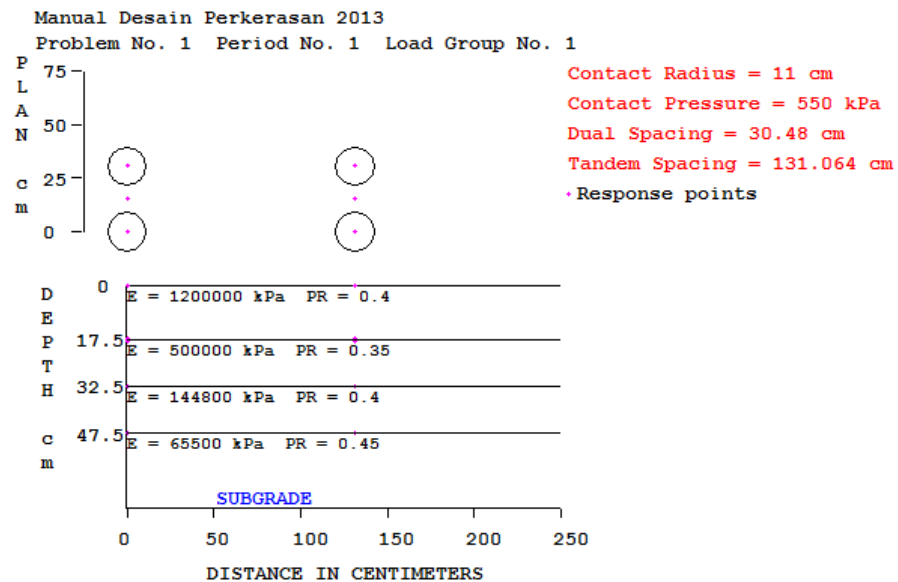 Manual Desain Perkerasan 2013
Problem No. 1 Period No. 1 Load Group No. 1
PLAN cm
75
50
25
0
Contact Radius = 11 cm
Contact Pressure = 550 kPa
Dual Spacing = 30.48 cm
Tandem Spacing = 131.064 cm
Response points
DEPTH cm
0
E = 1200000 kPa PR = 0.4
17.5
E = 500000 kPa PR = 0.35
32.5
E = 144800 kPa PR = 0.4
47.5
E = 65500 kPa PR = 0.45
SUBGRADE
0 50 100 150 200 250
DISTANCE IN CENTIMETERS